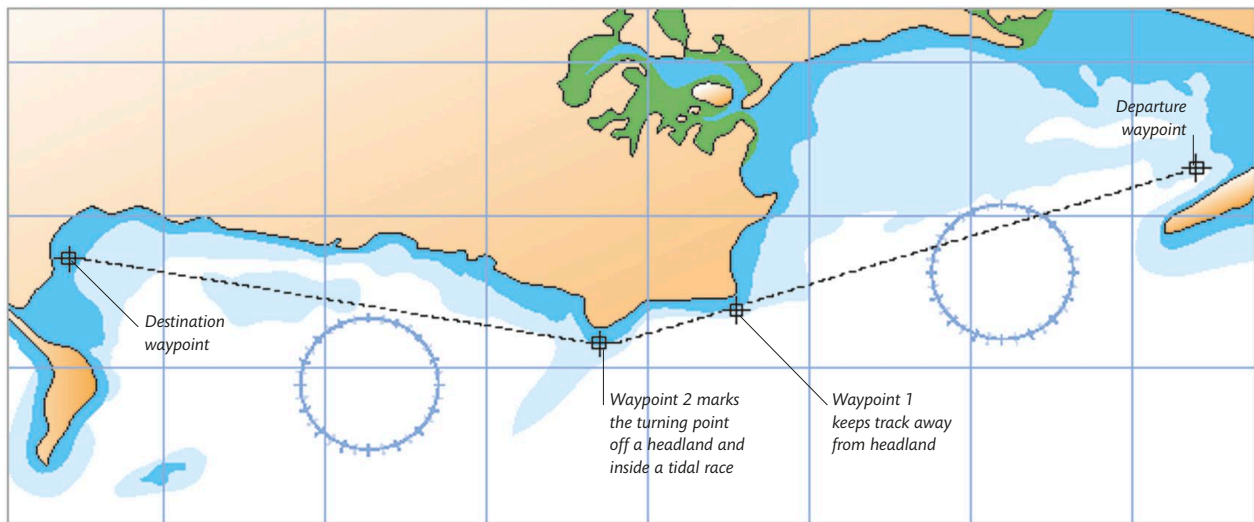 Departure
waypoint
Destination
waypoint
Waypoint 2 marks
the turning point
off a headland and
inside a tidal race
Waypoint 1
keeps track away
from headland